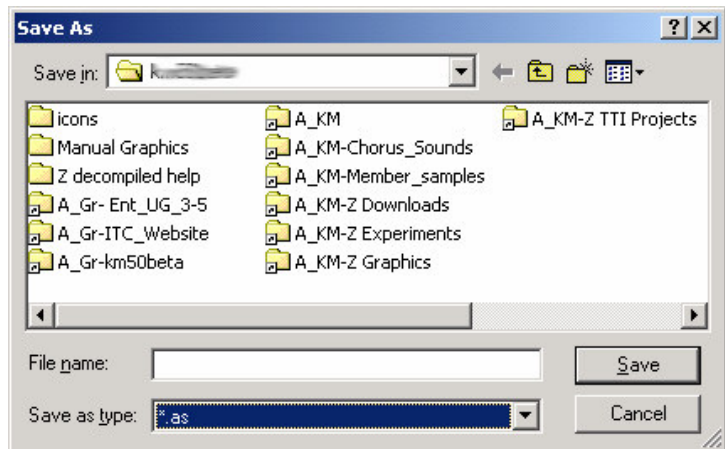 Save As
Save in:
icons
Manual Graphics
Z decompiled help
A_Gr- Ent_UG_3-5
A_Gr-ITC_Website
A_Gr-km50beta
A_KM
A_KM-Chorus_Sounds
A_KM-Member_samples
A_KM-Z Downloads
A_KM-Z Experiments
A_KM-Z Graphics
A_KM-Z TTI Projects
File name:
Save
Save as type: *.as
Cancel